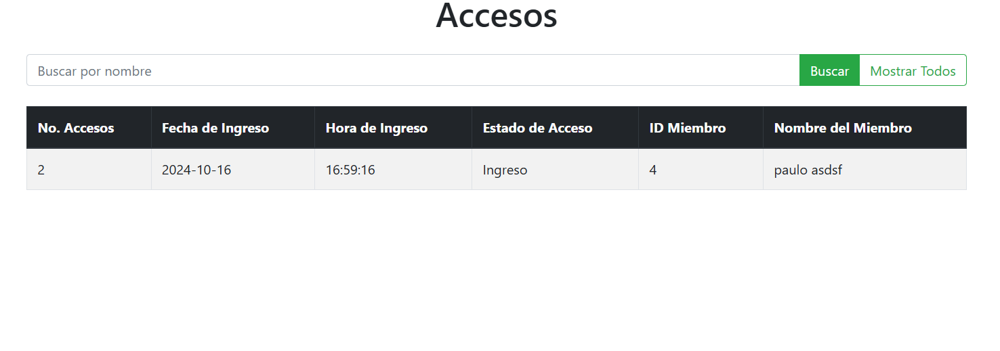 Accesos
Buscar por nombre Buscar Mostrar Todos
No. Accesos Fecha de Ingreso Hora de Ingreso Estado de Acceso ID Miembro Nombre del Miembro
2 2024-10-16 16:59:16 Ingreso 4 paulo asdsf